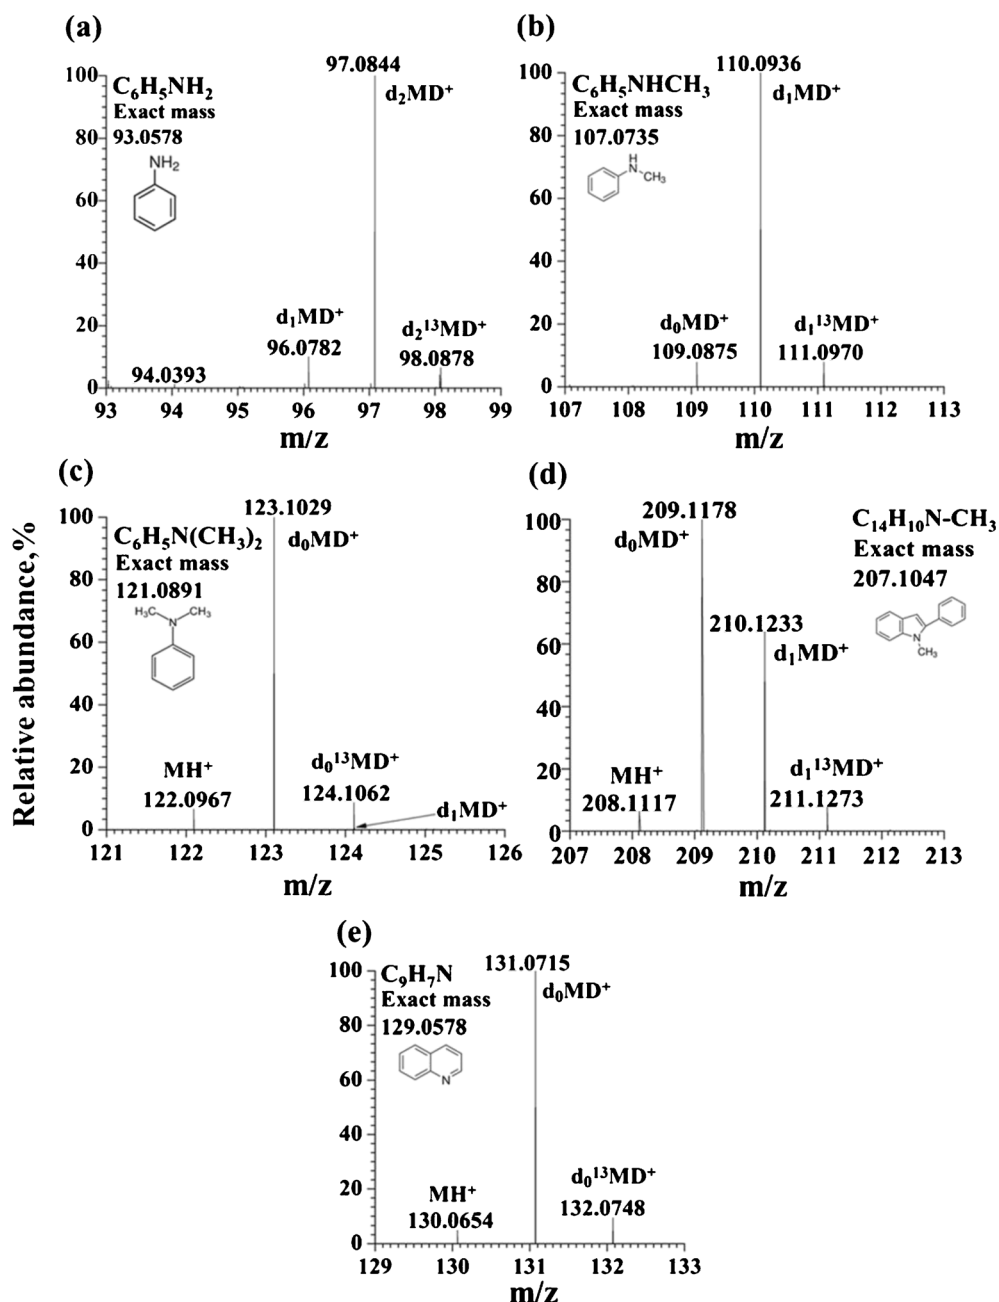 Relative abundance,%
(a)
C₆H₅NH₂
Exact mass
93.0578
NH₂
97.0844
d₂MD⁺
d₁MD⁺
96.0782
d₂¹³MD⁺
98.0878
94.0393
100
80
60
40
20
0
93 94 95 96 97 98 99
m/z
(b)
C₆H₅NHCH₃
Exact mass
107.0735
H
N
CH₃
110.0936
d₁MD⁺
d₀MD⁺
109.0875
d₁¹³MD⁺
111.0970
100
80
60
40
20
0
107 108 109 110 111 112 113
m/z
(c)
C₆H₅N(CH₃)₂
Exact mass
121.0891
H₃C N CH₃
123.1029
d₀MD⁺
MH⁺
122.0967
d₀¹³MD⁺
124.1062
d₁MD⁺
100
80
60
40
20
0
121 122 123 124 125 126
m/z
(d)
209.1178
d₀MD⁺
C₁₄H₁₀N-CH₃
Exact mass
207.1047
N
CH₃
210.1233
d₁MD⁺
MH⁺
208.1117
d₁¹³MD⁺
211.1273
100
80
60
40
20
0
207 208 209 210 211 212 213
m/z
(e)
C₉H₇N
Exact mass
129.0578
N
131.0715
d₀MD⁺
MH⁺
130.0654
d₀¹³MD⁺
132.0748
100
80
60
40
20
0
129 130 131 132 133
m/z